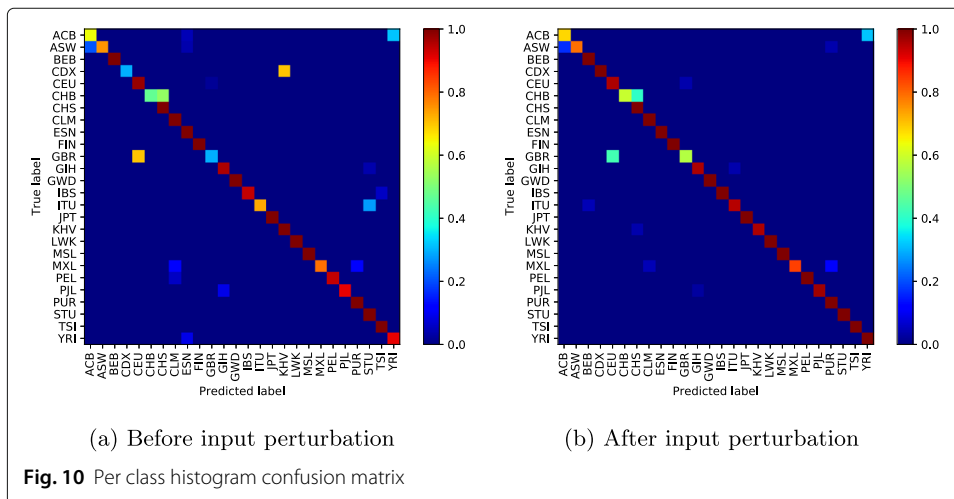 ACB
ASW
BEB
CDX
CEU
CHB
CHS
CLM
ESN
FIN
GBR
GIH
GWD
IBS
ITU
JPT
KHV
LWK
MSL
MXL
PEL
PJL
PUR
STU
TSI
YRI
True label
ACB ASW BEB CDX CEU CHB CHS CLM ESN FIN GBR GIH GWD IBS ITU JPT KHV LWK MSL MXL PEL PJL PUR STU TSI YRI
Predicted label
1.0
0.8
0.6
0.4
0.2
0.0
(a) Before input perturbation
ACB
ASW
BEB
CDX
CEU
CHB
CHS
CLM
ESN
FIN
GBR
GIH
GWD
IBS
ITU
JPT
KHV
LWK
MSL
MXL
PEL
PJL
PUR
STU
TSI
YRI
True label
ACB ASW BEB CDX CEU CHB CHS CLM ESN FIN GBR GIH GWD IBS ITU JPT KHV LWK MSL MXL PEL PJL PUR STU TSI YRI
Predicted label
1.0
0.8
0.6
0.4
0.2
0.0
(b) After input perturbation
Fig. 10 Per class histogram confusion matrix